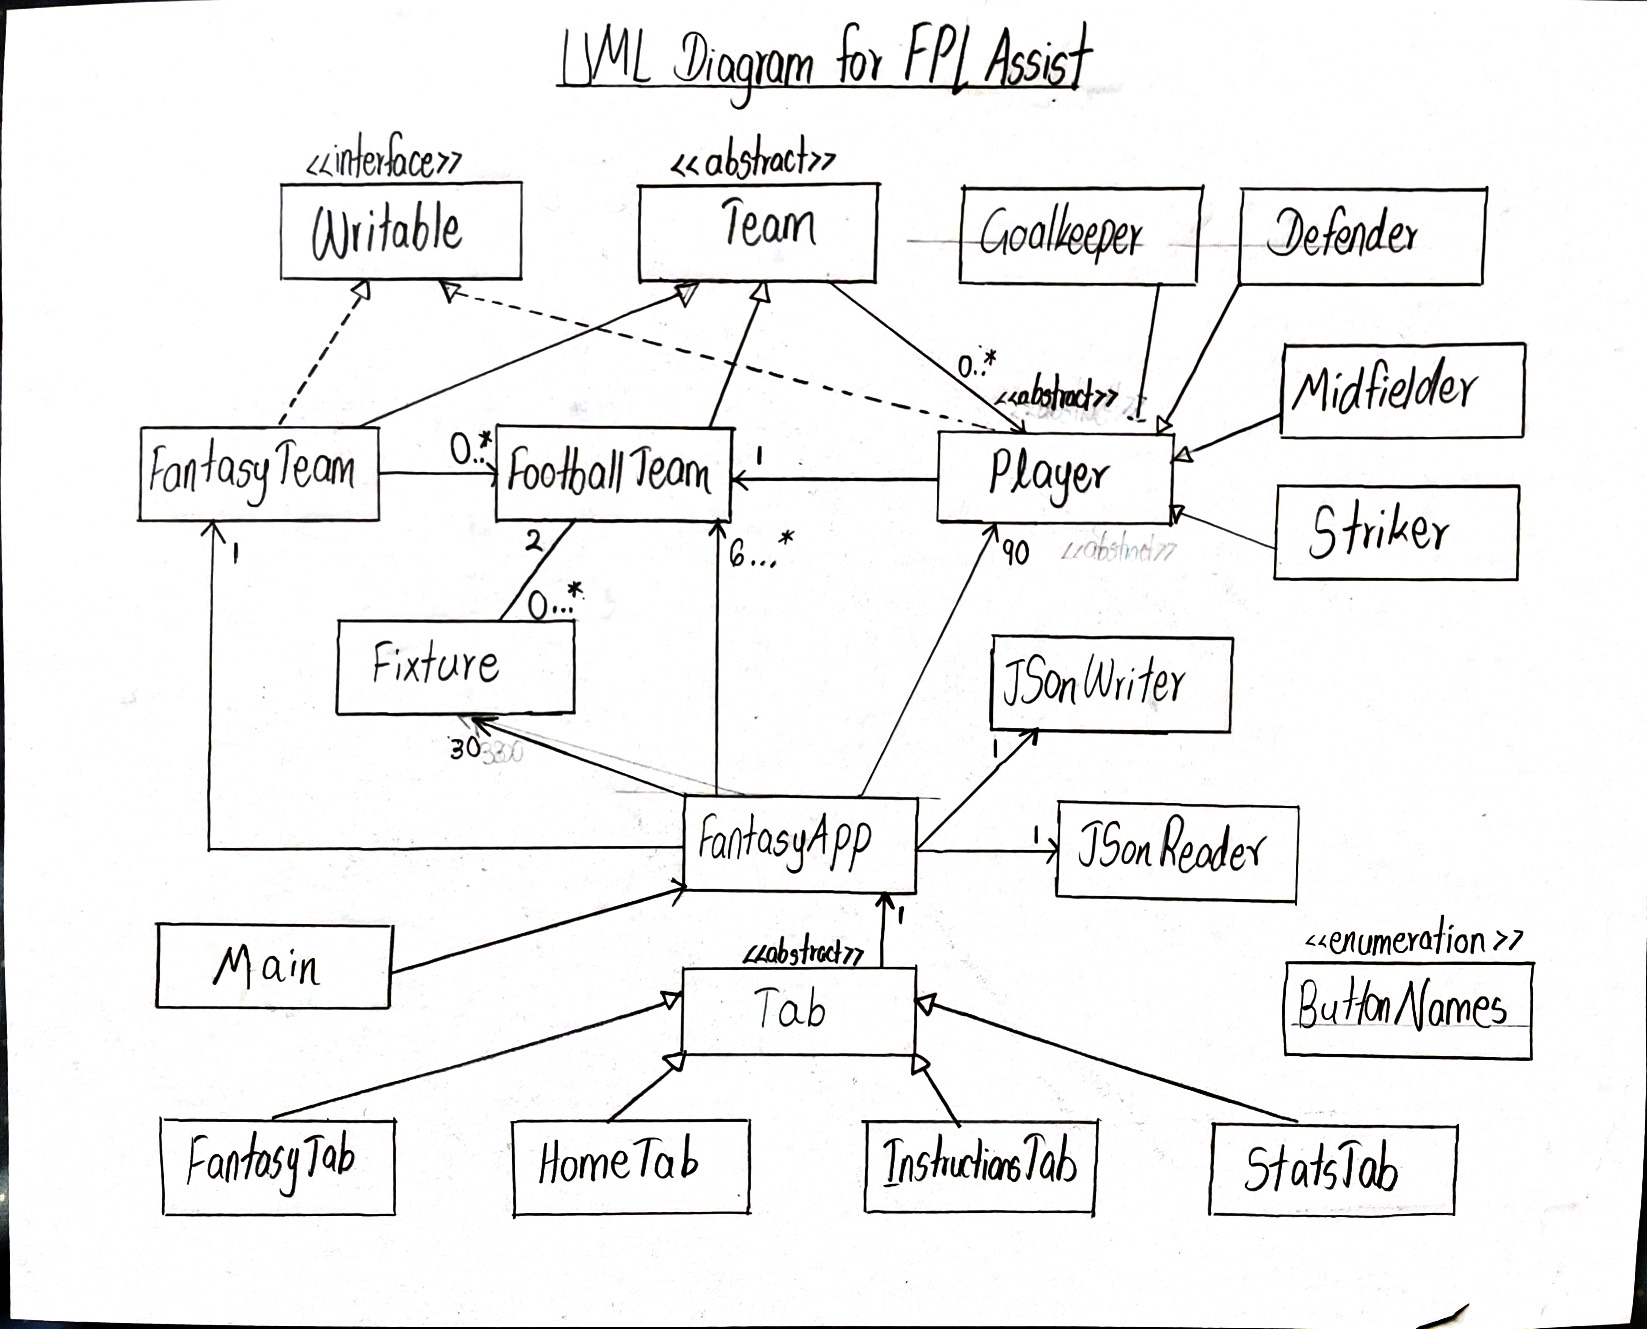 UML Diagram for FPL Assist
<<interface>>
<<abstract>>
Writable
Team
Goalkeeper
Defender
0..*
<<abstract>>
Midfielder
FantasyTeam
0..*
FootballTeam
1
Player
Striker
1
2
6...*
90
<<abstract>>
0...*
Fixture
JSonWriter
30
1
FantasyApp
1
JSonReader
1
Main
<<abstract>>
<<enumeration>>
Tab
ButtonNames
FantasyTab
HomeTab
InstructionsTab
StatsTab